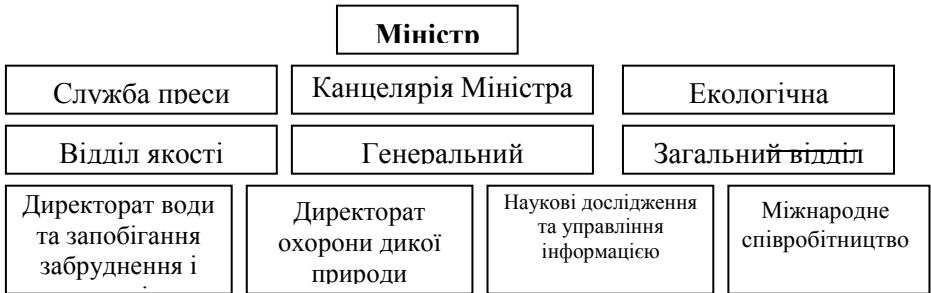 Міністр
Служба преси
Канцелярія Міністра
Екологічна
Відділ якості
Генеральний
Загальний відділ
Директорат води
та запобігання
забруднення і
Директорат
охорони дикої
природи
Наукові дослідження
та управління
інформацією
Міжнародне
співробітництво